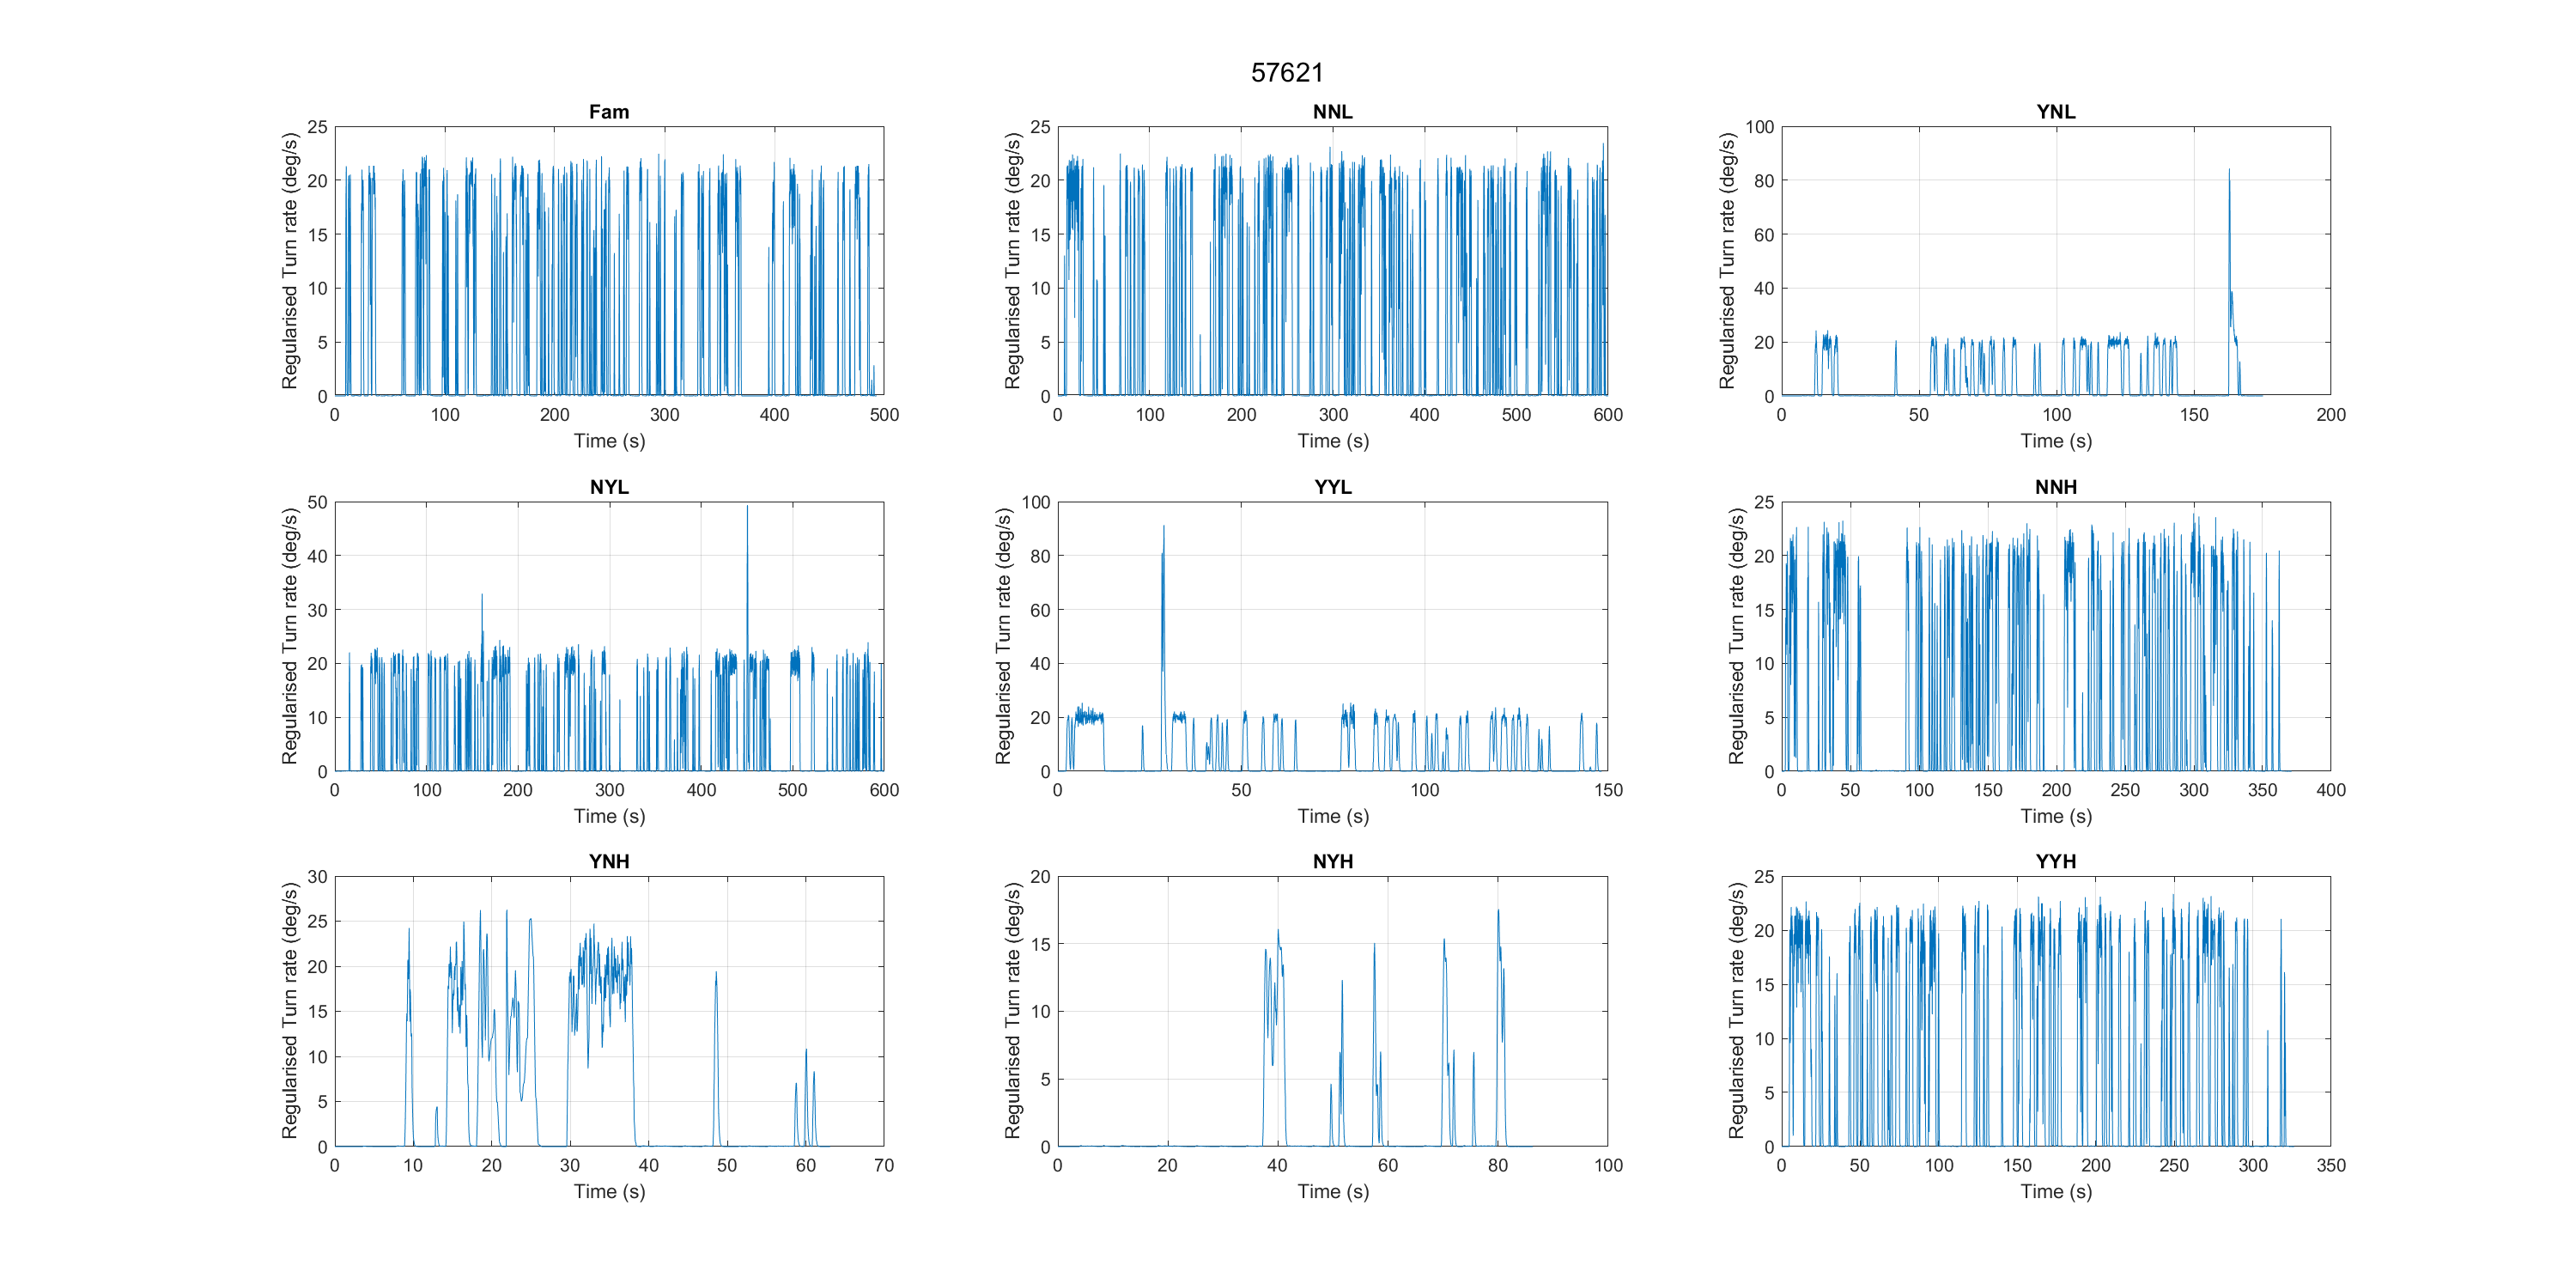 57621
Fam
Regularised Turn rate (deg/s)
25
20
15
10
5
0
0 100 200 300 400 500
Time (s)
NNL
Regularised Turn rate (deg/s)
25
20
15
10
5
0
0 100 200 300 400 500 600
Time (s)
YNL
Regularised Turn rate (deg/s)
100
80
60
40
20
0
0 50 100 150 200
Time (s)
NYL
Regularised Turn rate (deg/s)
50
40
30
20
10
0
0 100 200 300 400 500 600
Time (s)
YYL
Regularised Turn rate (deg/s)
100
80
60
40
20
0
0 50 100 150
Time (s)
NNH
Regularised Turn rate (deg/s)
25
20
15
10
5
0
0 50 100 150 200 250 300 350 400
Time (s)
YNH
Regularised Turn rate (deg/s)
30
25
20
15
10
5
0
0 10 20 30 40 50 60 70
Time (s)
NYH
Regularised Turn rate (deg/s)
20
15
10
5
0
0 20 40 60 80 100
Time (s)
YYH
Regularised Turn rate (deg/s)
25
20
15
10
5
0
0 50 100 150 200 250 300 350
Time (s)